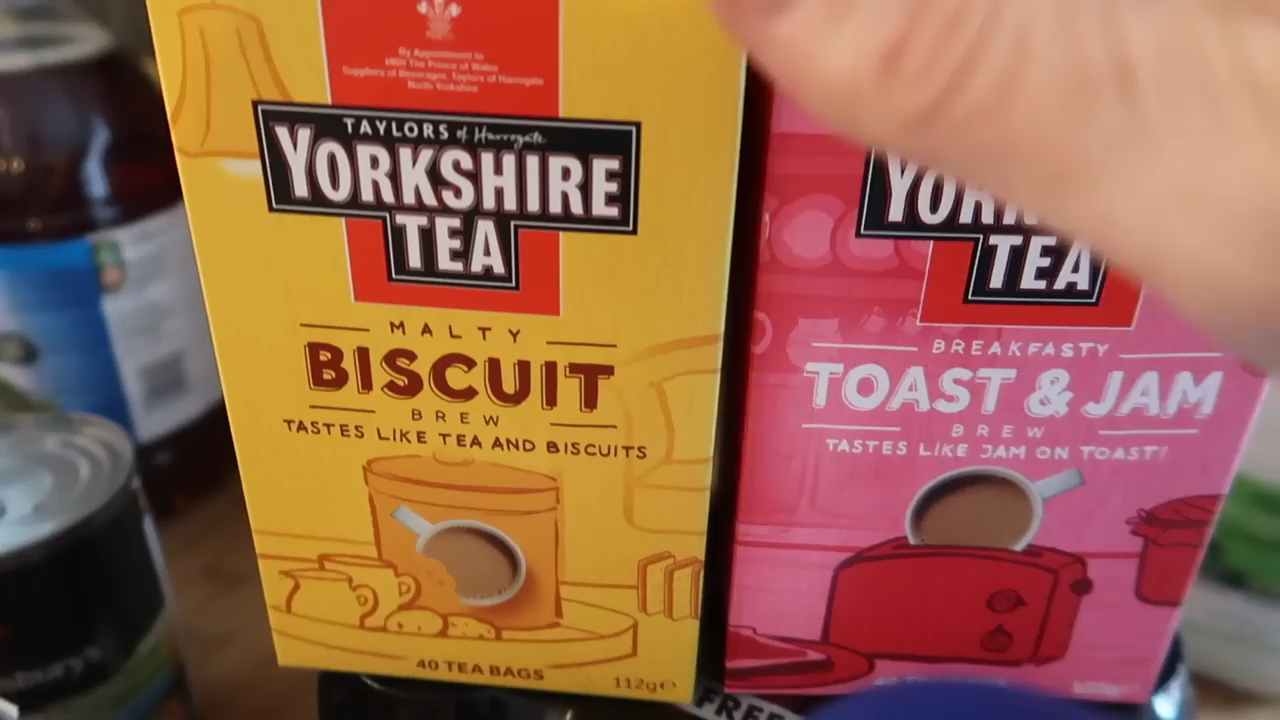 By Appointment to
HRH The Prince of Wales
Suppliers of Beverages, Taylors of Harrogate
North Yorkshire
TAYLORS of Harrogate
YORKSHIRE
TEA
MALTY
BISCUIT
BREW
TASTES LIKE TEA AND BISCUITS
40 TEA BAGS
112g℮
YOR
TEA
BREAKFASTY
TOAST & JAM
BREW
TASTES LIKE JAM ON TOAST!
FREE